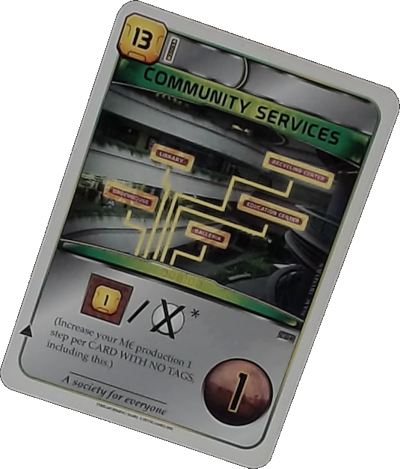 13
COMMUNITY SERVICES
LIBRARY
RECYCLING CENTER
GREENHOUSE
EDUCATION CENTER
GALLERIA
1 / X *
(Increase your M€ production 1
step per CARD WITH NO TAGS,
including this.)
1
A society for everyone